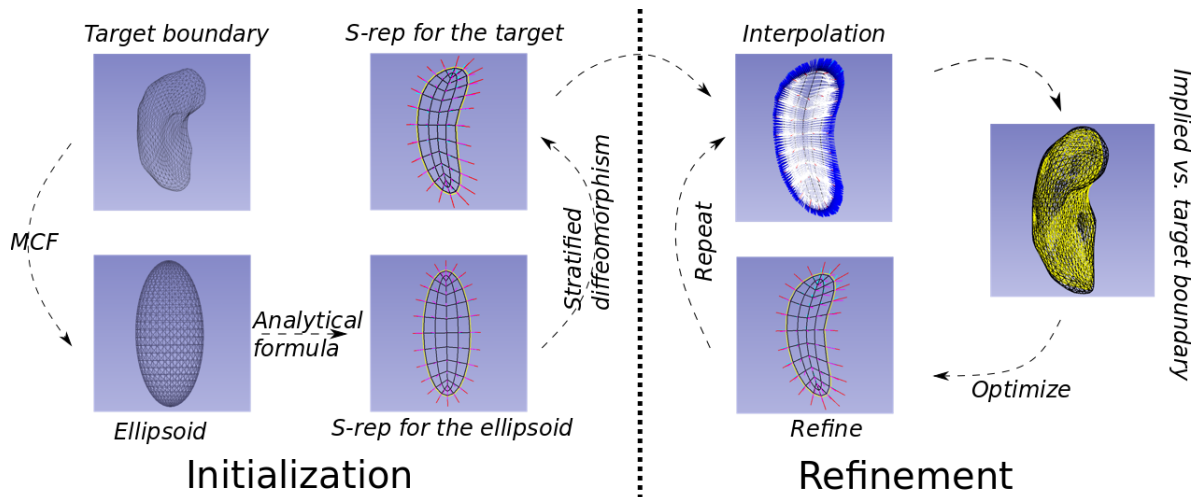 Target boundary
S-rep for the target
MCF
Ellipsoid
Analytical
formula
S-rep for the ellipsoid
Stratified
diffeomorphism
Initialization
Interpolation
Implied vs. target boundary
Repeat
Optimize
Refine
Refinement